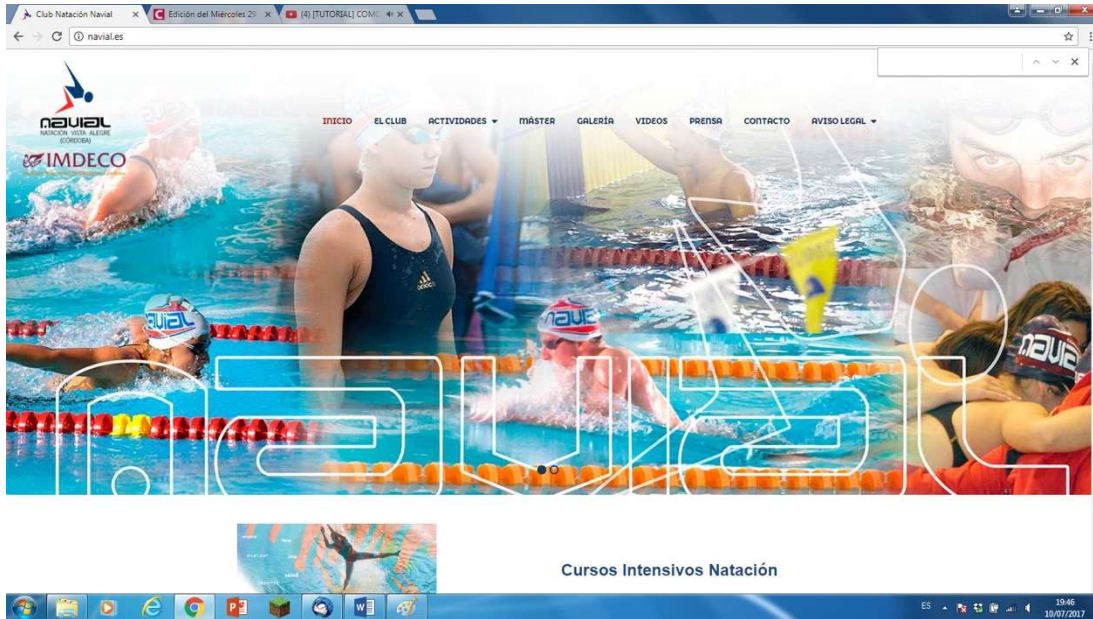 Club Natación Navial
Edición del Miércoles 29
(4) [TUTORIAL] COMO
navial.es
navial
NATACIÓN VISTA ALEGRE
(CÓRDOBA)
IMDECO
INICIO EL CLUB ACTIVIDADES MÁSTER GALERÍA VIDEOS PRENSA CONTACTO AVISO LEGAL
adidas
navial
navial
navial
navial
Cursos Intensivos Natación
ES
19:46
10/07/2017